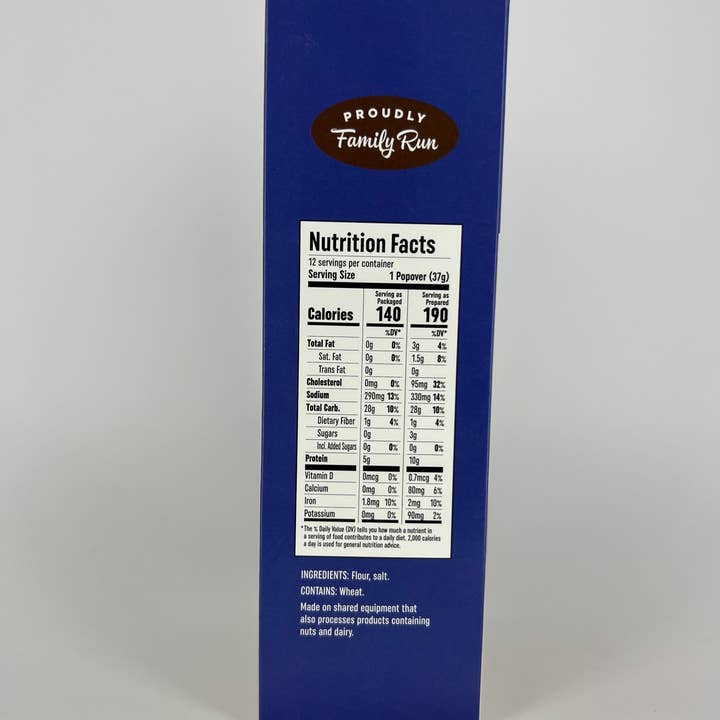 PROUDLY
Family Run
Nutrition Facts
12 servings per container
Serving Size 1 Popover (37g)
Serving as Packaged Serving as Prepared
Calories 140 190
%DV* %DV*
Total Fat 0g 0% 3g 4%
Sat. Fat 0g 0% 1.5g 8%
Trans Fat 0g 0g
Cholesterol 0mg 0% 95mg 32%
Sodium 290mg 13% 330mg 14%
Total Carb. 28g 10% 28g 10%
Dietary Fiber 1g 4% 1g 4%
Sugars 0g 3g
Incl. Added Sugars 0g 0% 0g 0%
Protein 5g 10g
Vitamin D 0mcg 0% 0.7mcg 4%
Calcium 0mg 0% 80mg 6%
Iron 1.8mg 10% 2mg 10%
Potassium 0mg 0% 90mg 2%
*The % Daily Value (DV) tells you how much a nutrient in
a serving of food contributes to a daily diet. 2,000 calories
a day is used for general nutrition advice.
INGREDIENTS: Flour, salt.
CONTAINS: Wheat.
Made on shared equipment that
also processes products containing
nuts and dairy.